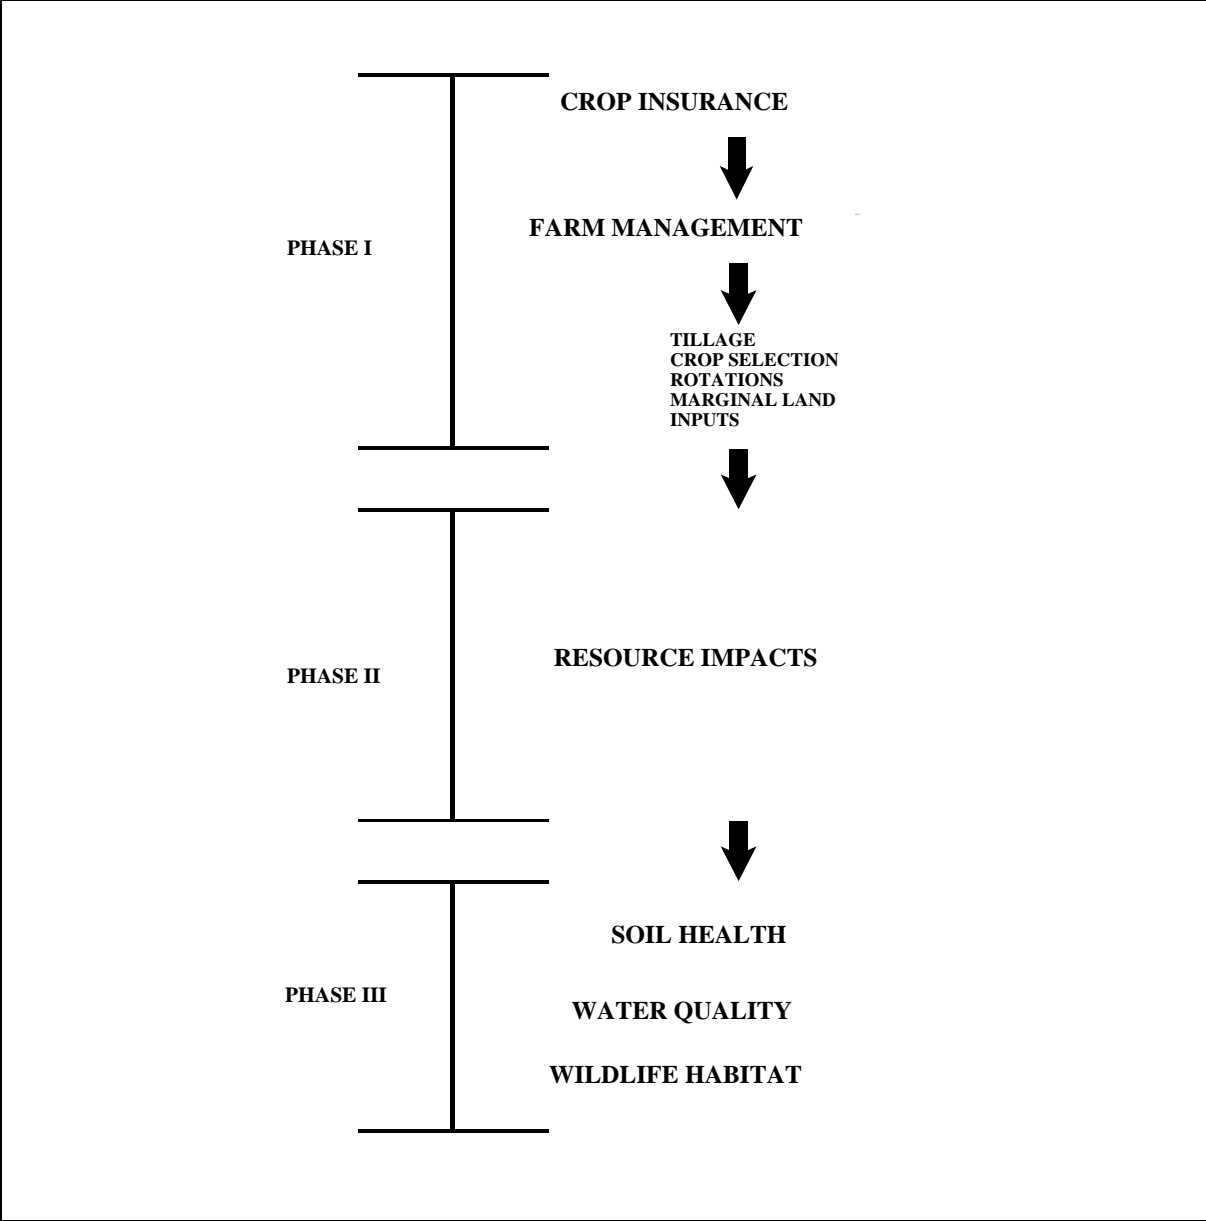 CROP INSURANCE
FARM MANAGEMENT
PHASE I
TILLAGE
CROP SELECTION
ROTATIONS
MARGINAL LAND
INPUTS
RESOURCE IMPACTS
PHASE II
SOIL HEALTH
PHASE III
WATER QUALITY
WILDLIFE HABITAT